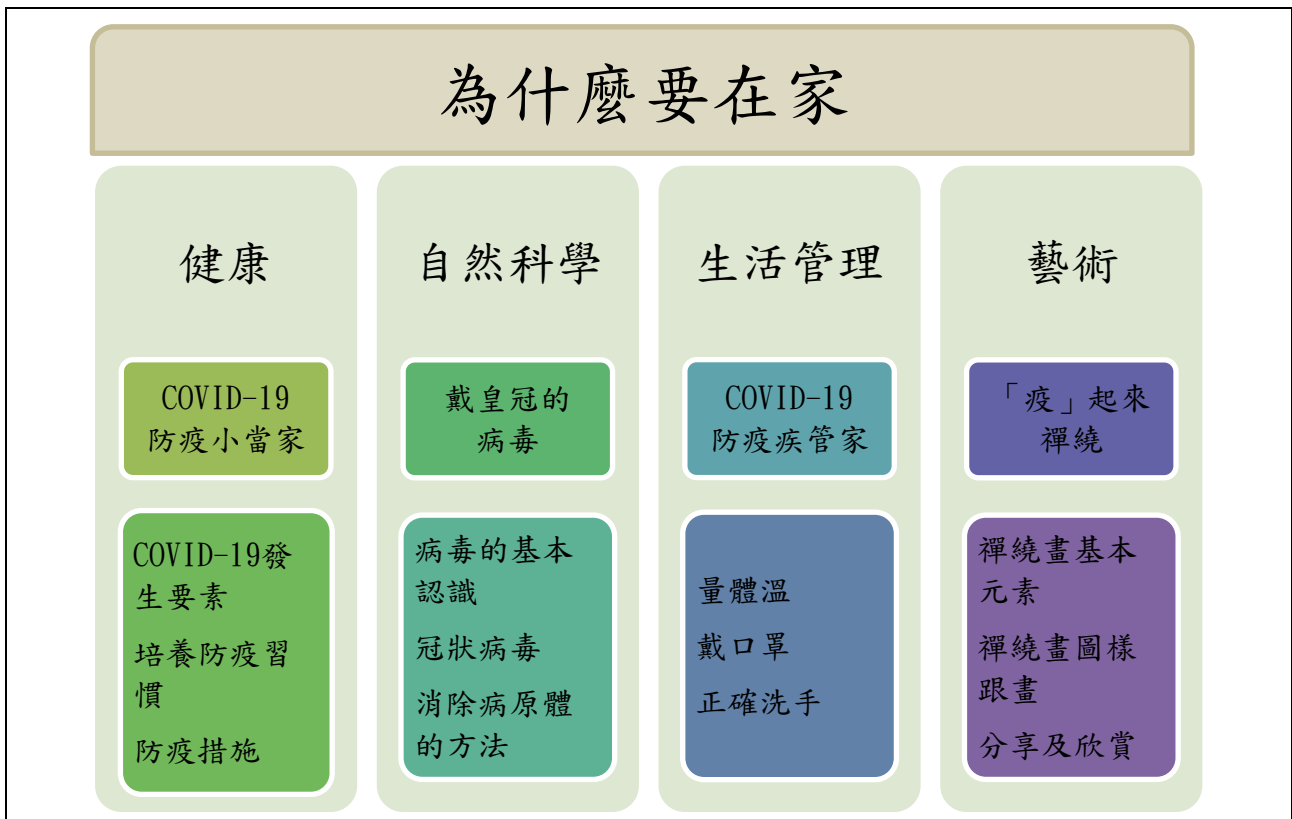 為什麼要在家
健康
COVID-19
防疫小當家
COVID-19發
生要素
培養防疫習
慣
防疫措施
自然科學
戴皇冠的
病毒
病毒的基本
認識
冠狀病毒
消除病原體
的方法
生活管理
COVID-19
防疫疾管家
量體溫
戴口罩
正確洗手
藝術
「疫」起來
禪繞
禪繞畫基本
元素
禪繞畫圖樣
跟畫
分享及欣賞